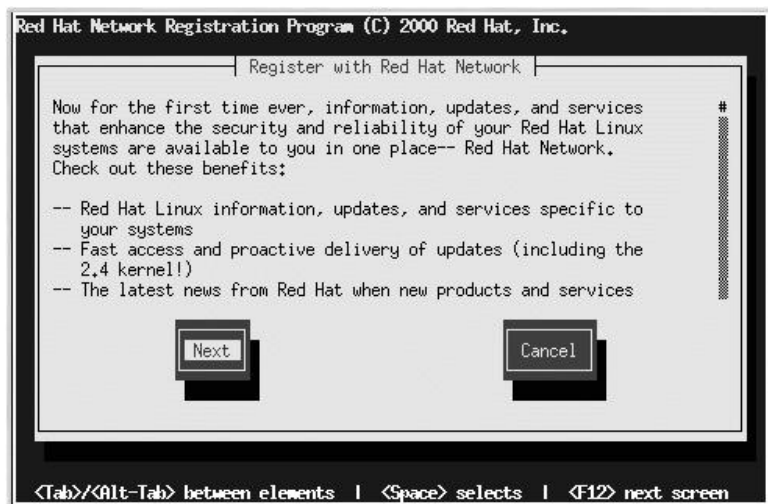 Red Hat Network Registration Program (C) 2000 Red Hat, Inc.
Register with Red Hat Network
Now for the first time ever, information, updates, and services #
that enhance the security and reliability of your Red Hat Linux
systems are available to you in one place-- Red Hat Network.
Check out these benefits:
-- Red Hat Linux information, updates, and services specific to
your systems
-- Fast access and proactive delivery of updates (including the
2.4 kernel!)
-- The latest news from Red Hat when new products and services
Next Cancel
<Tab>/<Alt-Tab> between elements | <Space> selects | <F12> next screen